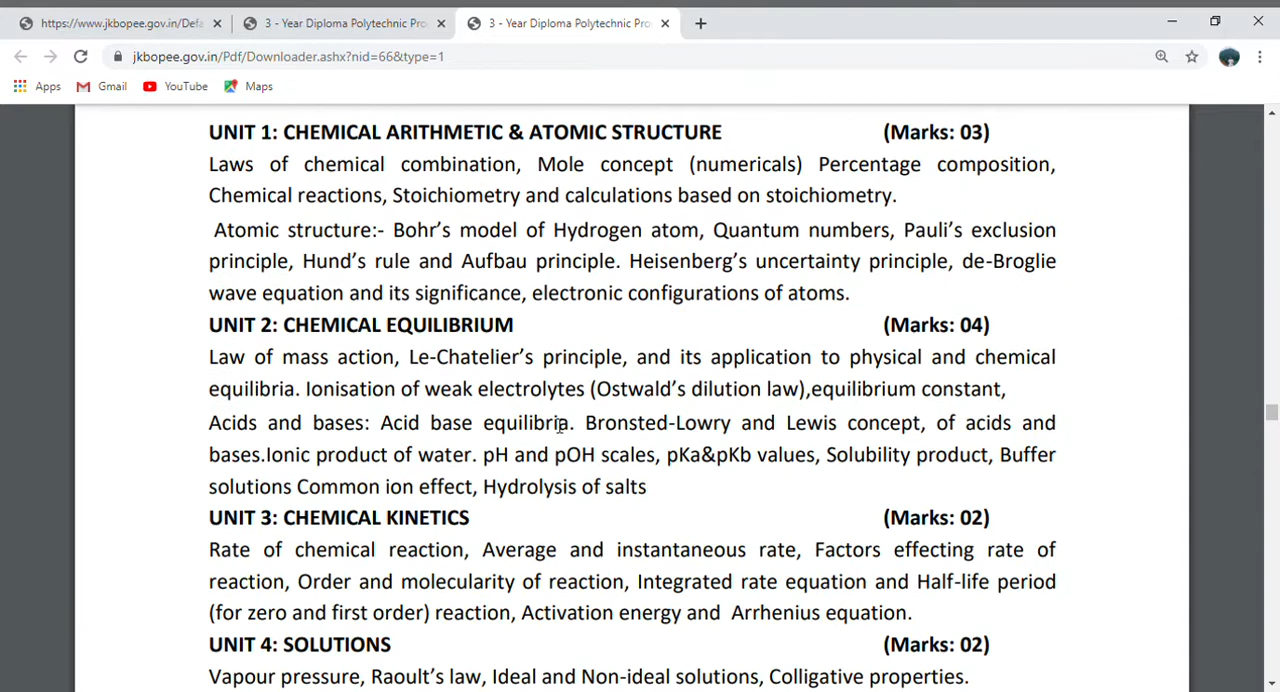 https://www.jkbopee.gov.in/Defa
3 - Year Diploma Polytechnic Pro
3 - Year Diploma Polytechnic Pro
jkbopee.gov.in/Pdf/Downloader.ashx?nid=66&type=1
Apps Gmail YouTube Maps
UNIT 1: CHEMICAL ARITHMETIC & ATOMIC STRUCTURE (Marks: 03)
Laws of chemical combination, Mole concept (numericals) Percentage composition,
Chemical reactions, Stoichiometry and calculations based on stoichiometry.
Atomic structure:- Bohr’s model of Hydrogen atom, Quantum numbers, Pauli’s exclusion
principle, Hund’s rule and Aufbau principle. Heisenberg’s uncertainty principle, de-Broglie
wave equation and its significance, electronic configurations of atoms.
UNIT 2: CHEMICAL EQUILIBRIUM (Marks: 04)
Law of mass action, Le-Chatelier’s principle, and its application to physical and chemical
equilibria. Ionisation of weak electrolytes (Ostwald’s dilution law),equilibrium constant,
Acids and bases: Acid base equilibria. Bronsted-Lowry and Lewis concept, of acids and
bases.Ionic product of water. pH and pOH scales, pKa&pKb values, Solubility product, Buffer
solutions Common ion effect, Hydrolysis of salts
UNIT 3: CHEMICAL KINETICS (Marks: 02)
Rate of chemical reaction, Average and instantaneous rate, Factors effecting rate of
reaction, Order and molecularity of reaction, Integrated rate equation and Half-life period
(for zero and first order) reaction, Activation energy and Arrhenius equation.
UNIT 4: SOLUTIONS (Marks: 02)
Vapour pressure, Raoult’s law, Ideal and Non-ideal solutions, Colligative properties.